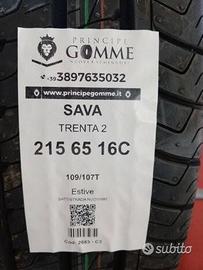 PRINCIPE
GOMME
+39 3897635032
www.principegomme.it
SAVA
TRENTA 2
215 65 16C
109/107T
Estive
subito